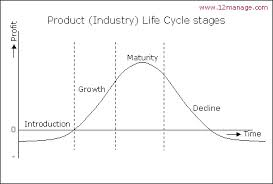 www.12manage.com
Product (Industry) Life Cycle stages
Profit
Maturity
Growth
Decline
Introduction
0
Time
-